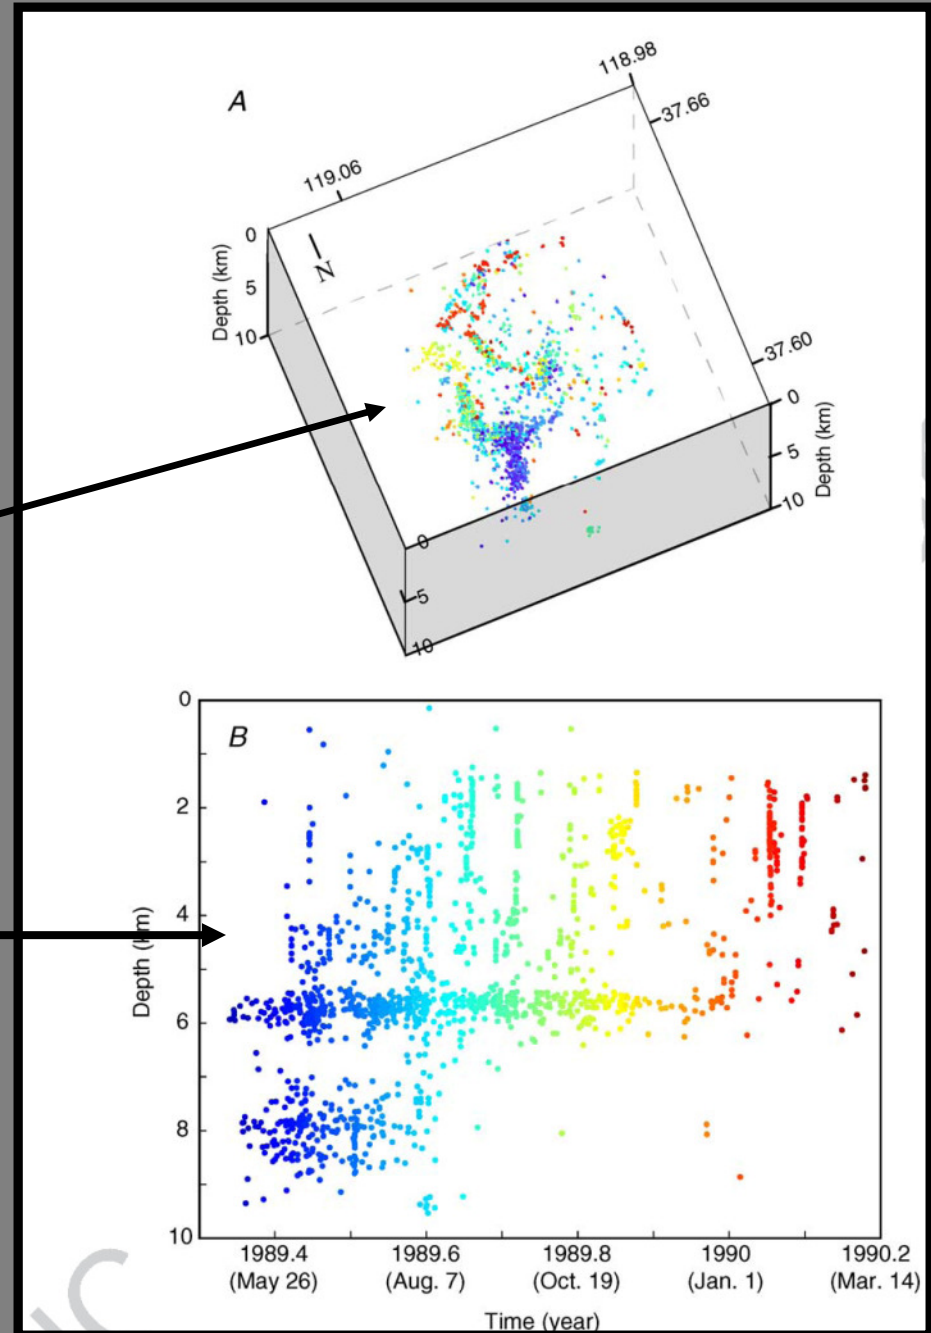 A
118.98
37.66
119.06
0
5
10
Depth (km)
N
37.60
0
5
10
Depth (km)
0
5
10
B
0
2
4
6
8
10
Depth (km)
1989.4 1989.6 1989.8 1990 1990.2
(May 26) (Aug. 7) (Oct. 19) (Jan. 1) (Mar. 14)
Time (year)